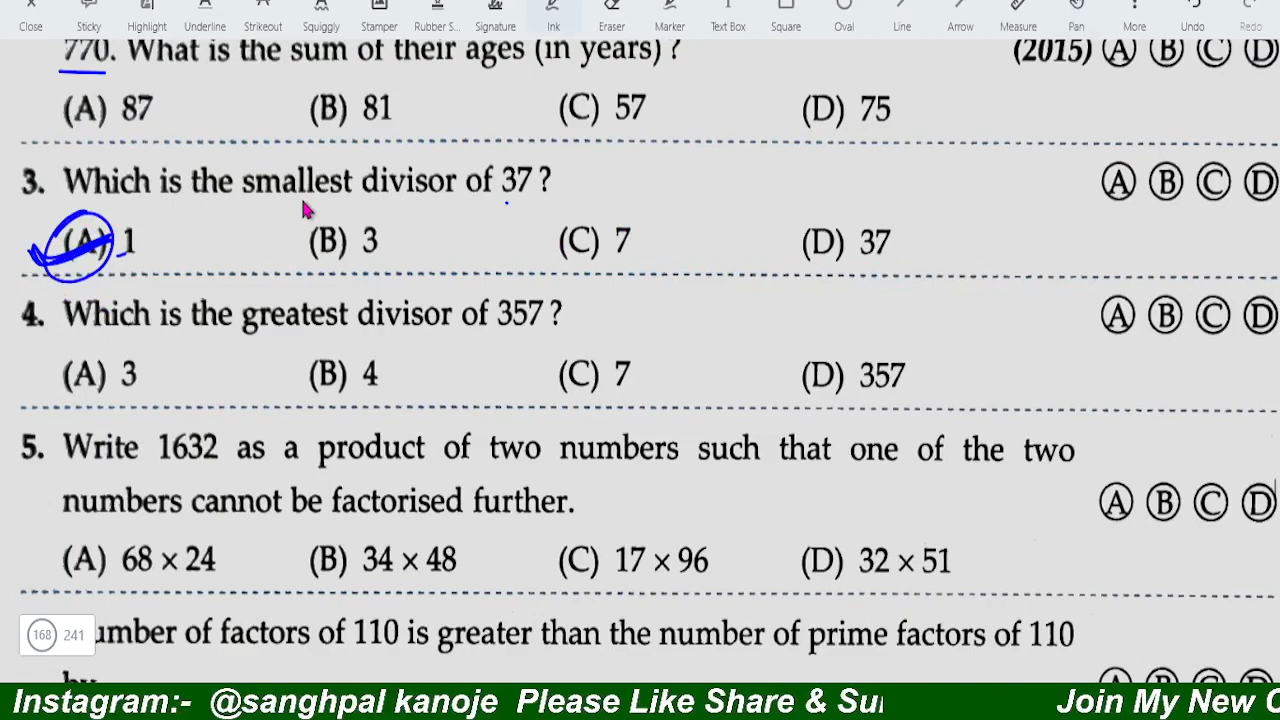 Close Sticky Highlight Underline Strikeout Squiggly Stamper Rubber S... Signature Ink Eraser Marker Text Box Square Oval Line Arrow Measure Pan More Undo Redo
770. What is the sum of their ages (in years) ? (2015) A B C D
(A) 87 (B) 81 (C) 57 (D) 75
3. Which is the smallest divisor of 37 ? A B C D
(A) 1 (B) 3 (C) 7 (D) 37
4. Which is the greatest divisor of 357 ? A B C D
(A) 3 (B) 4 (C) 7 (D) 357
5. Write 1632 as a product of two numbers such that one of the two
numbers cannot be factorised further. A B C D
(A) 68 × 24 (B) 34 × 48 (C) 17 × 96 (D) 32 × 51
168 241 umber of factors of 110 is greater than the number of prime factors of 110
by
Instagram:- @sanghpal kanoje Please Like Share & Su Join My New